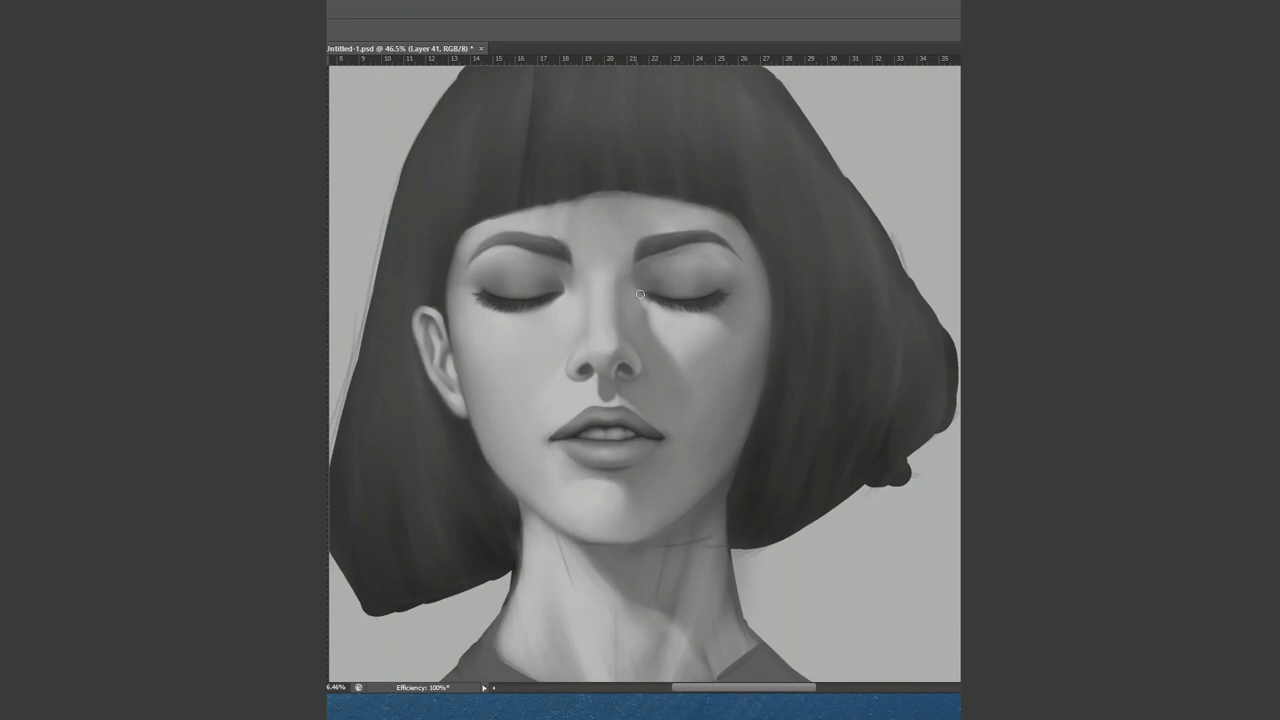 Untitled-1.psd @ 46.5% (Layer 41, RGB/8) * ×
8 9 10 11 12 13 14 15 16 17 18 19 20 21 22 23 24 25 26 27 28 29 30 31 32 33 34 35
6.46% Efficiency: 100%*